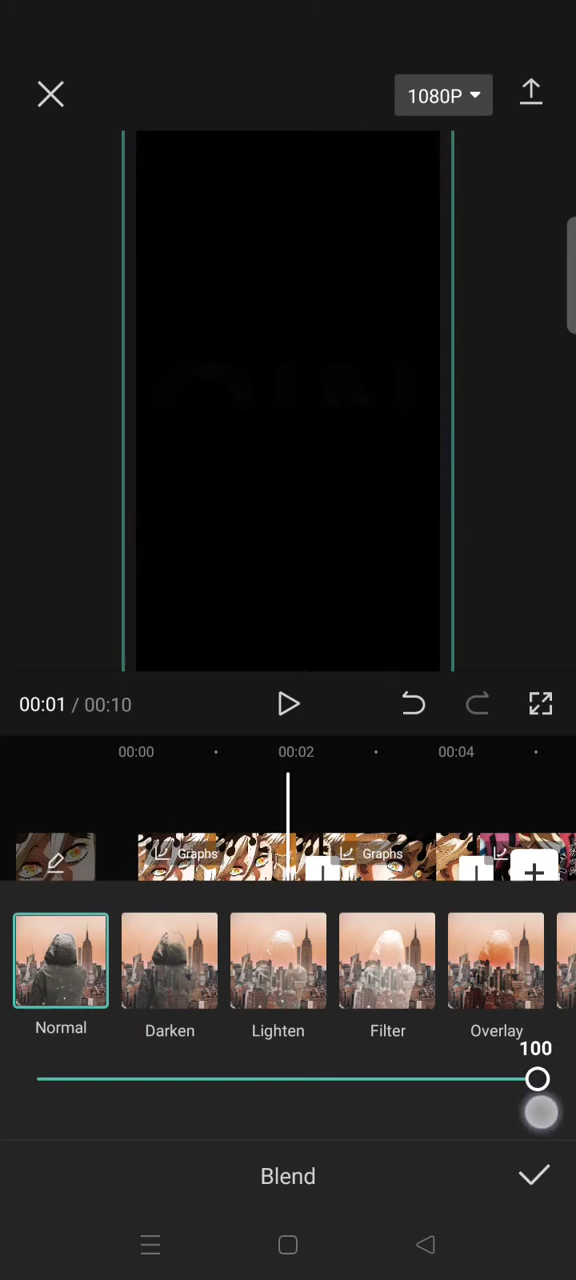 1080P
00:01 / 00:10
00:00 00:02 00:04
Graphs Graphs
Normal Darken Lighten Filter Overlay
100
Blend